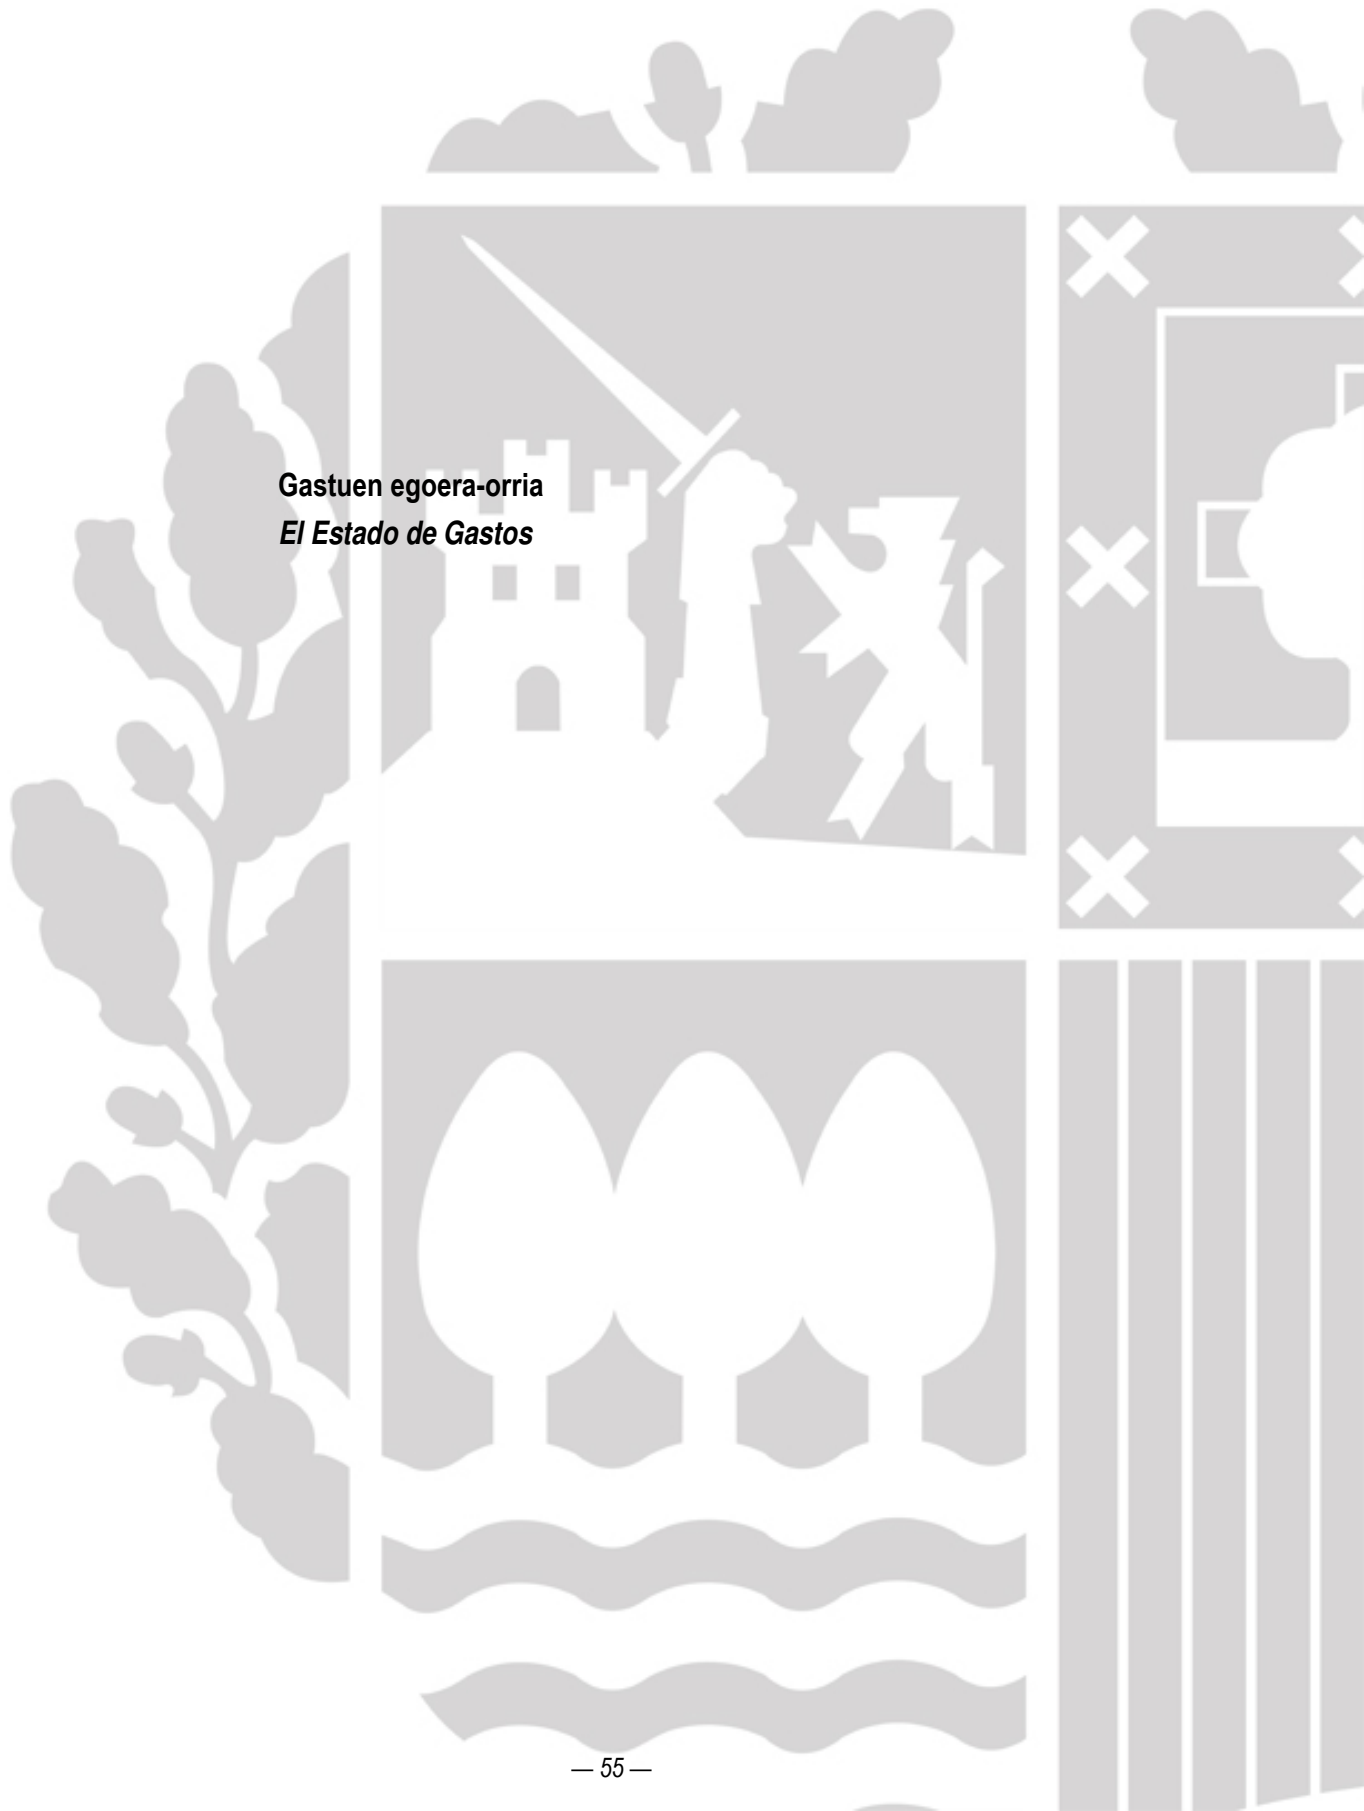 Gastuen egoera-orria
El Estado de Gastos
— 55 —